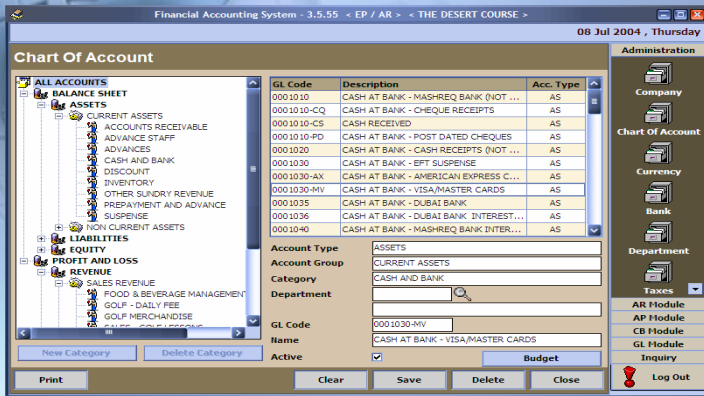 Financial Accounting System - 3.5.55 < EP / AR > < THE DESERT COURSE >
08 Jul 2004 , Thursday
Chart Of Account
ALL ACCOUNTS
BALANCE SHEET
ASSETS
CURRENT ASSETS
ACCOUNTS RECEIVABLE
ADVANCE STAFF
ADVANCES
CASH AND BANK
DISCOUNT
INVENTORY
OTHER SUNDRY REVENUE
PREPAYMENT AND ADVANCE
SUSPENSE
NON CURRENT ASSETS
LIABILITIES
EQUITY
PROFIT AND LOSS
REVENUE
SALES REVENUE
FOOD & BEVERAGE MANAGEMENT
GOLF - DAILY FEE
GOLF MERCHANDISE
SALES - GOLF LESSONS
New Category Delete Category
GL Code Description Acc. Type
0001010 CASH AT BANK - MASHREQ BANK (NOT ... AS
0001010-CQ CASH AT BANK - CHEQUE RECEIPTS AS
0001010-CS CASH RECEIVED AS
0001010-PD CASH AT BANK - POST DATED CHEQUES AS
0001020 CASH AT BANK - CASH RECEIPTS (NOT ... AS
0001030 CASH AT BANK - EFT SUSPENSE AS
0001030-AX CASH AT BANK - AMERICAN EXPRESS C... AS
0001030-MV CASH AT BANK - VISA/MASTER CARDS AS
0001035 CASH AT BANK - DUBAI BANK AS
0001036 CASH AT BANK - DUBAI BANK INTEREST... AS
0001040 CASH AT BANK - MASHREQ BANK INTER... AS
Account Type ASSETS
Account Group CURRENT ASSETS
Category CASH AND BANK
Department
GL Code 0001030-MV
Name CASH AT BANK - VISA/MASTER CARDS
Active Budget
Print Clear Save Delete Close
Administration
Company
Chart Of Account
Currency
Bank
Department
Taxes
AR Module
AP Module
CB Module
GL Module
Inquiry
Log Out